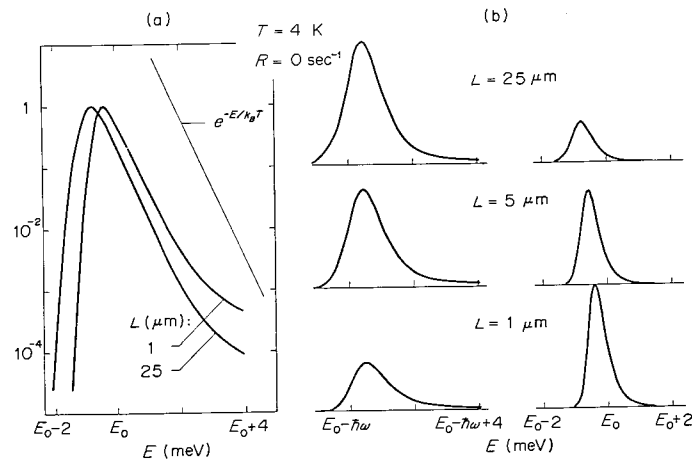 (a)
T = 4 K
R = 0 sec⁻¹
e^{-E/k_BT}
1
10⁻²
10⁻⁴
L (μm):
1
25
E₀-2
E₀
E₀+4
E (meV)
(b)
L = 25 μm
L = 5 μm
L = 1 μm
E₀-ħω
E₀-ħω+4
E₀-2
E₀
E₀+2
E (meV)